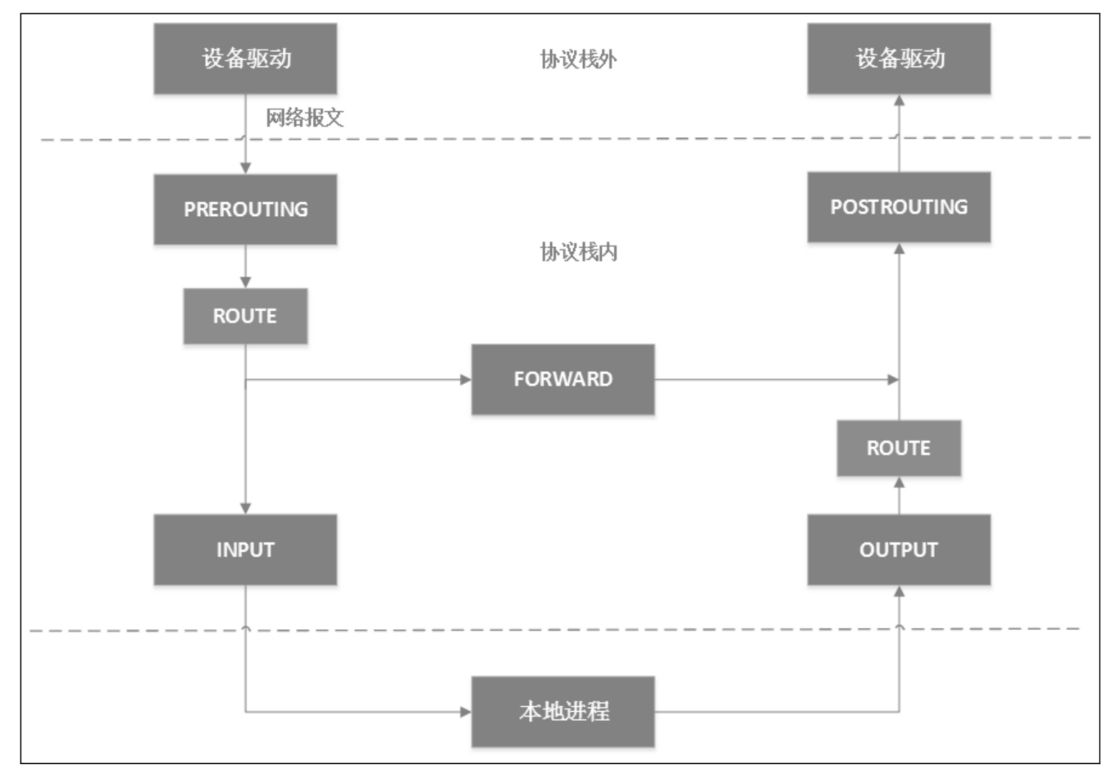 设备驱动
协议栈外
设备驱动
网络报文
PREROUTING
POSTROUTING
协议栈内
ROUTE
FORWARD
ROUTE
INPUT
OUTPUT
本地进程